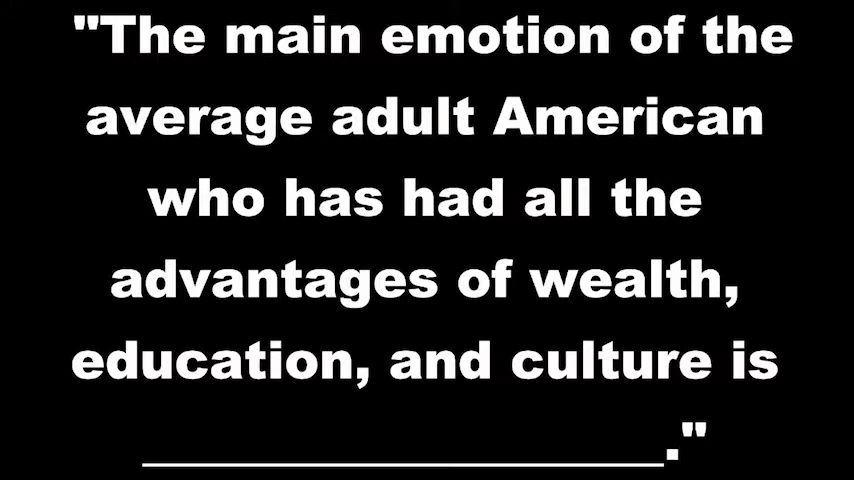 "The main emotion of the
average adult American
who has had all the
advantages of wealth,
education, and culture is
____________________."